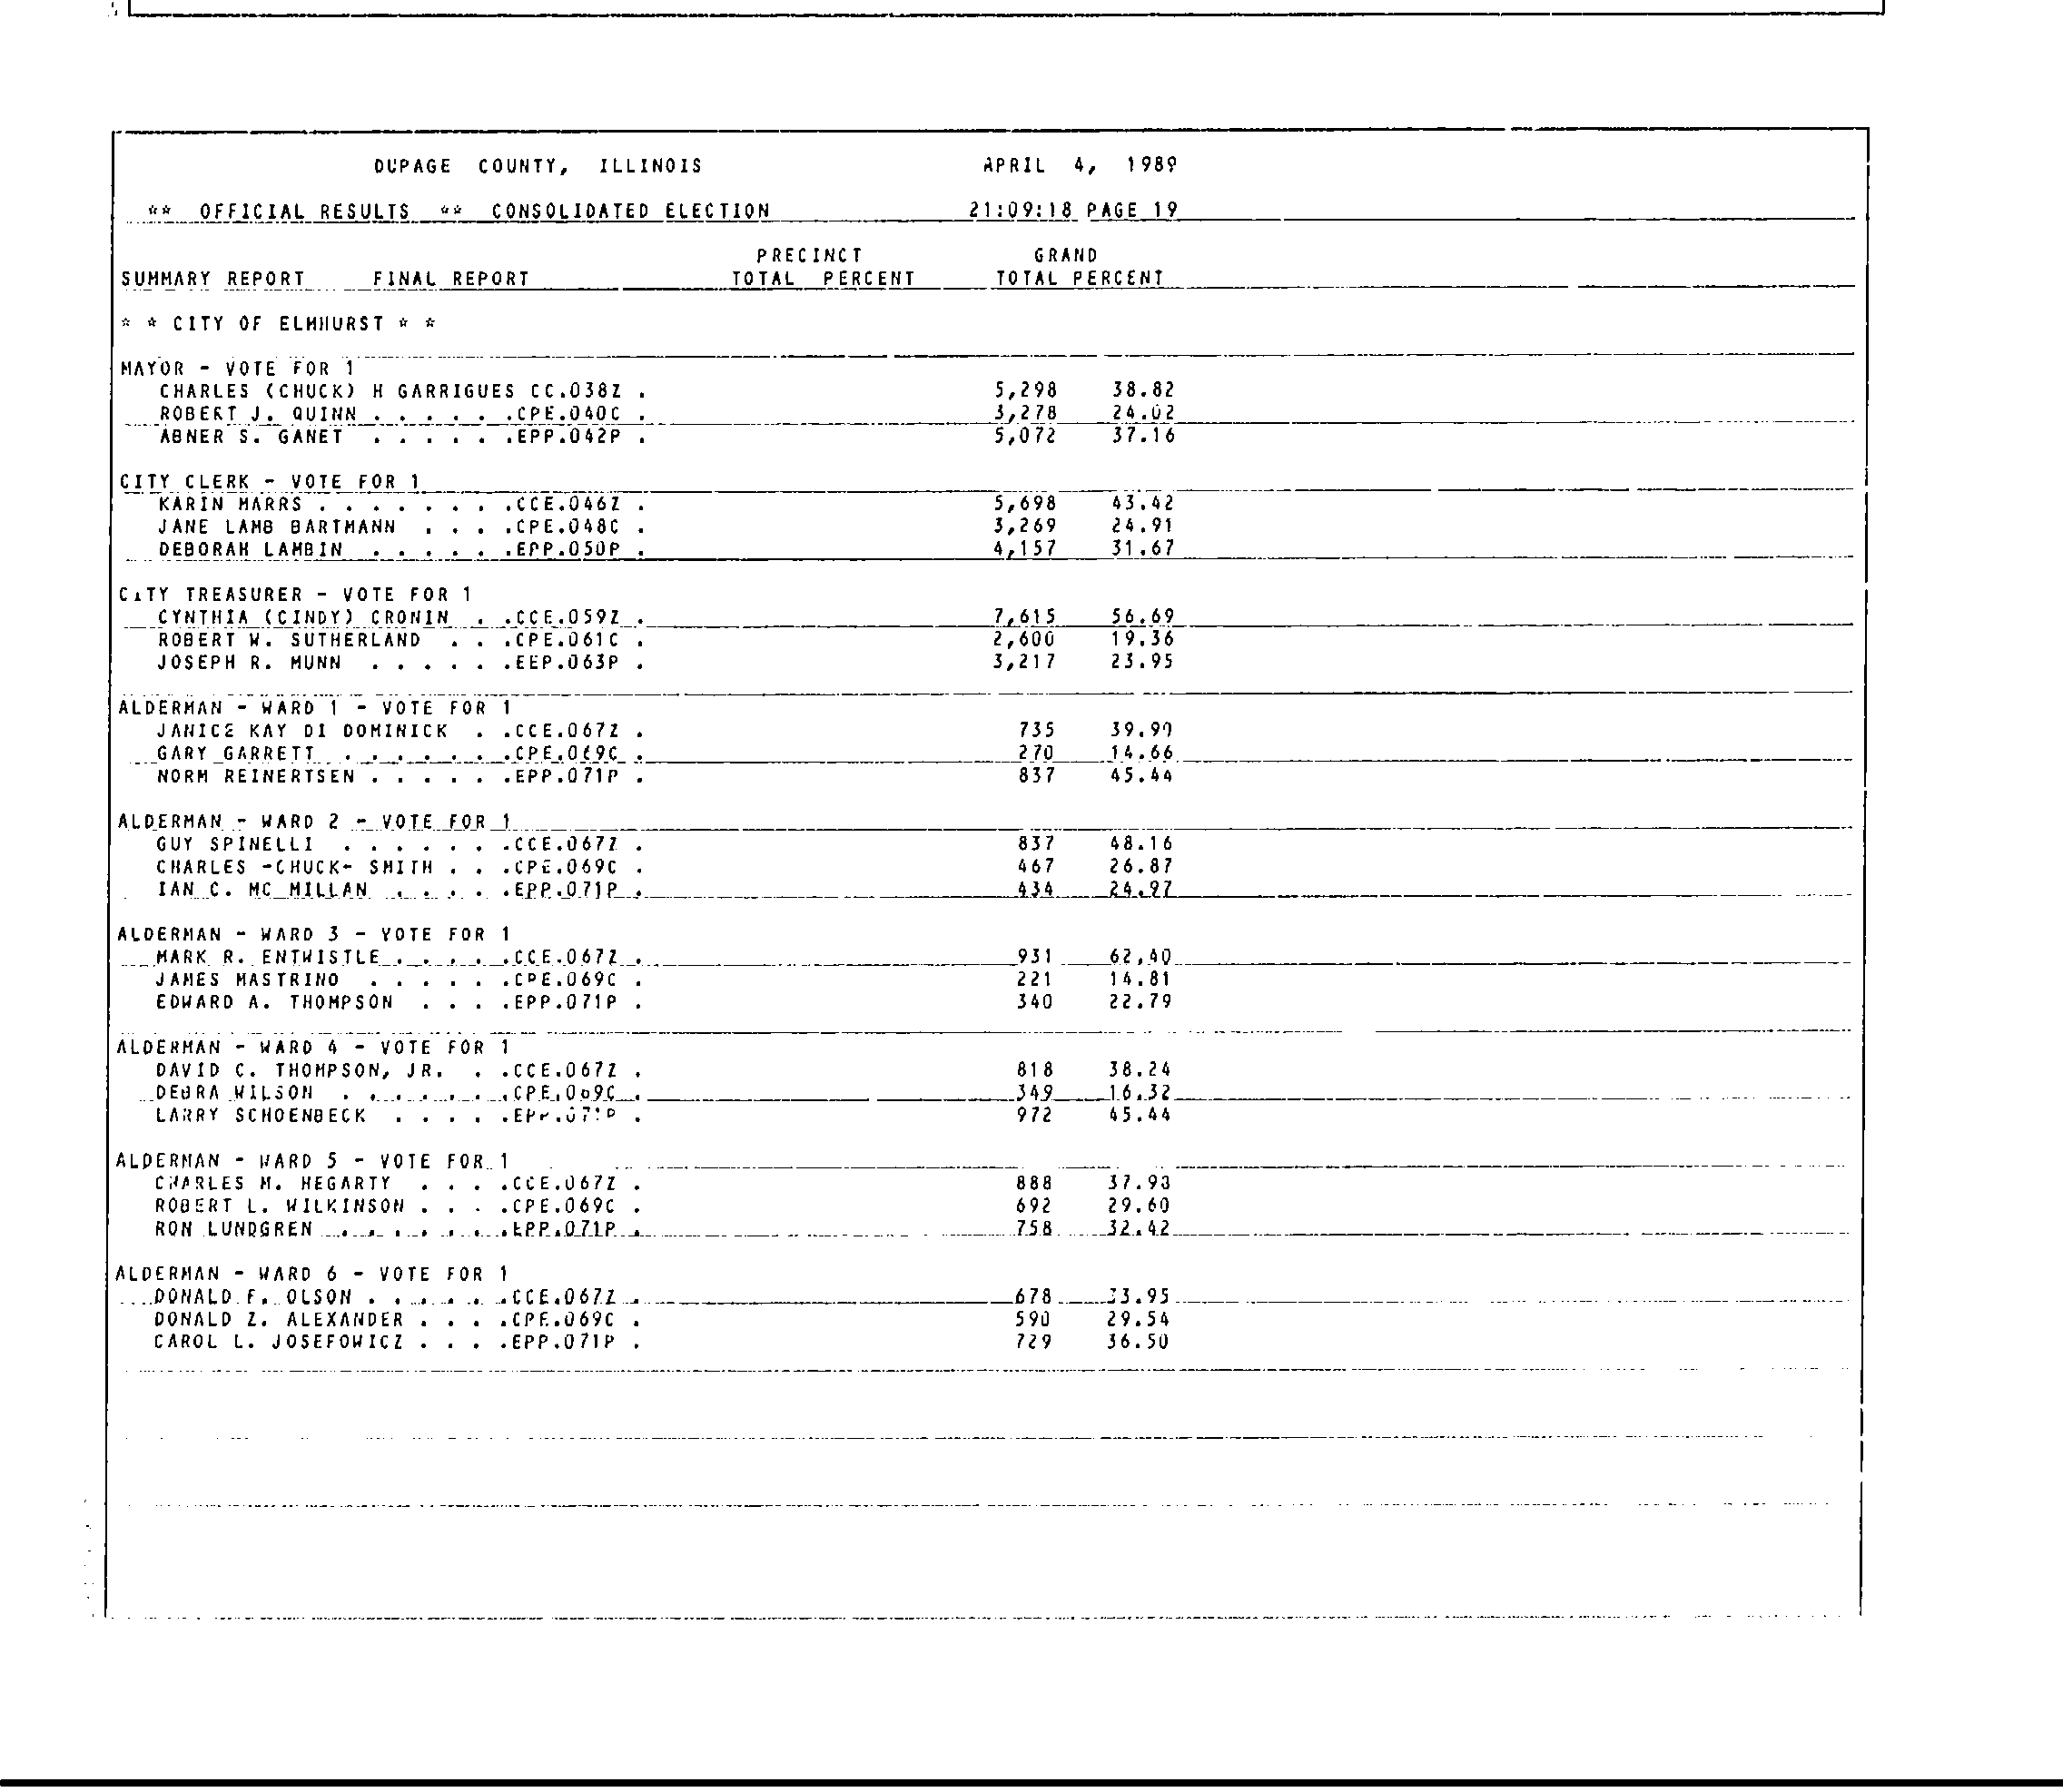 DUPAGE COUNTY, ILLINOIS APRIL 4, 1989
** OFFICIAL RESULTS ** CONSOLIDATED ELECTION 21:09:18 PAGE 19
PRECINCT GRAND
SUMMARY REPORT FINAL REPORT TOTAL PERCENT TOTAL PERCENT
* * CITY OF ELMHURST * *
MAYOR - VOTE FOR 1
CHARLES (CHUCK) H GARRIGUES CC.038Z . 5,298 38.82
ROBERT J. QUINN . . . . . .CPE.040C . 3,278 24.02
ABNER S. GANET . . . . . .EPP.042P . 5,072 37.16
CITY CLERK - VOTE FOR 1
KARIN MARRS . . . . . . . .CCE.046Z . 5,698 43.42
JANE LAMB BARTMANN . . . .CPE.048C . 3,269 24.91
DEBORAH LAMBIN . . . . . .EPP.050P . 4,157 31.67
CITY TREASURER - VOTE FOR 1
CYNTHIA (CINDY) CRONIN . .CCE.059Z . 7,615 56.69
ROBERT W. SUTHERLAND . . .CPE.061C . 2,600 19.36
JOSEPH R. MUNN . . . . . .EEP.063P . 3,217 23.95
ALDERMAN - WARD 1 - VOTE FOR 1
JANICE KAY DI DOMINICK . .CCE.067Z . 735 39.90
GARY GARRETT . . . . . . .CPE.069C . 270 14.66
NORM REINERTSEN . . . . . .EPP.071P . 837 45.44
ALDERMAN - WARD 2 - VOTE FOR 1
GUY SPINELLI . . . . . . .CCE.067Z . 837 48.16
CHARLES -CHUCK- SMITH . . .CPE.069C . 467 26.87
IAN C. MC MILLAN . . . . .EPP.071P . 434 24.97
ALDERMAN - WARD 3 - VOTE FOR 1
MARK R. ENTWISTLE . . . . .CCE.067Z . 931 62.40
JAMES MASTRINO . . . . . .CPE.069C . 221 14.81
EDWARD A. THOMPSON . . . .EPP.071P . 340 22.79
ALDERMAN - WARD 4 - VOTE FOR 1
DAVID C. THOMPSON, JR. . .CCE.067Z . 818 38.24
DEBRA WILSON . . . . . . .CPE.069C . 349 16.32
LARRY SCHOENBECK . . . . .EPP.071P . 972 45.44
ALDERMAN - WARD 5 - VOTE FOR 1
CHARLES M. HEGARTY . . . .CCE.067Z . 888 37.98
ROBERT L. WILKINSON . . . .CPE.069C . 692 29.60
RON LUNDGREN . . . . . . .EPP.071P . 758 32.42
ALDERMAN - WARD 6 - VOTE FOR 1
DONALD F. OLSON . . . . . .CCE.067Z . 678 33.95
DONALD Z. ALEXANDER . . . .CPE.069C . 590 29.54
CAROL L. JOSEFOWICZ . . . .EPP.071P . 729 36.50